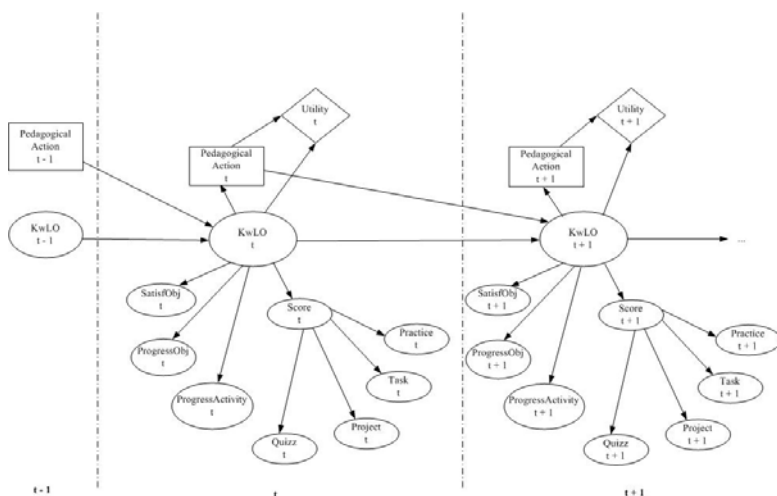 Pedagogical
Action
t - 1
KwLO
t - 1
Utility
t
Pedagogical
Action
t
KwLO
t
SatisfObj
t
ProgressObj
t
ProgressActivity
t
Score
t
Practice
t
Task
t
Project
t
Quizz
t
Utility
t + 1
Pedagogical
Action
t + 1
KwLO
t + 1
...
SatisfObj
t + 1
ProgressObj
t + 1
ProgressActivity
t + 1
Score
t + 1
Practice
t + 1
Task
t + 1
Project
t + 1
Quizz
t + 1
t - 1
t
t + 1